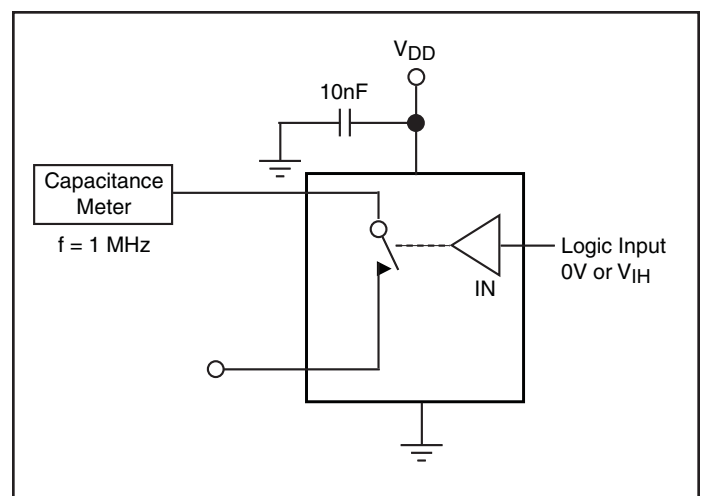 VDD
10nF
Capacitance
Meter
f = 1 MHz
Logic Input
0V or VIH
IN